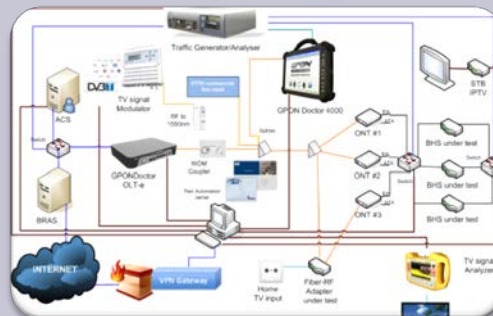 Traffic Generator/Analyser
DVB-T
TV signal
Modulator
GPON
GPON Doctor 4000
STB
IPTV
ACS
RF to
1550nm
Splitter
ONT #1
Switch
BHS under test
GPONDoctor
OLT-e
WDM
Coupler
ONT #2
Switch
BHS under test
Test Automation
server
Switch
BRAS
ONT #3
BHS under test
INTERNET
VPN Gateway
Home
TV input
Fiber-RF
Adapter
under test
TV signal
Analyzer